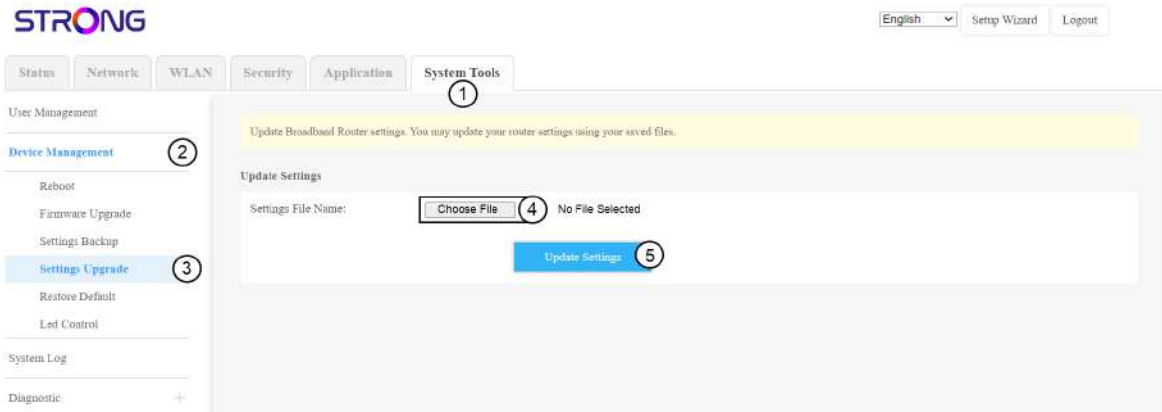 STRONG
English Setup Wizard Logout
Status Network WLAN Security Application System Tools
1
User Management
Update Broadband Router settings. You may update your router settings using your saved files.
Device Management 2
Update Settings
Reboot
Settings File Name: Choose File 4 No File Selected
Firmware Upgrade
Settings Backup
Update Settings 5
Settings Upgrade 3
Restore Default
Led Control
System Log
Diagnostic +